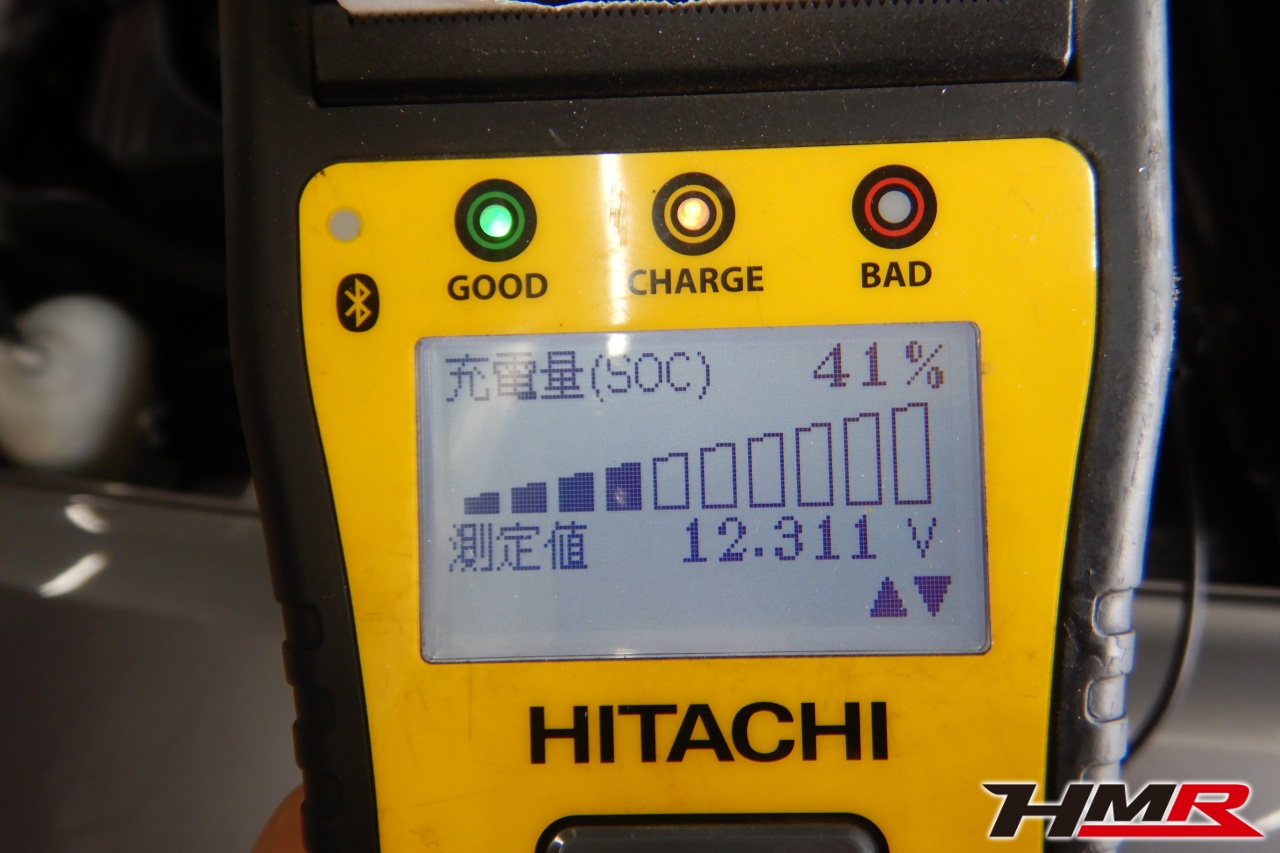 GOOD
CHARGE
BAD
充電量(SOC) 41%
測定値 12.311 V
HITACHI
HMR